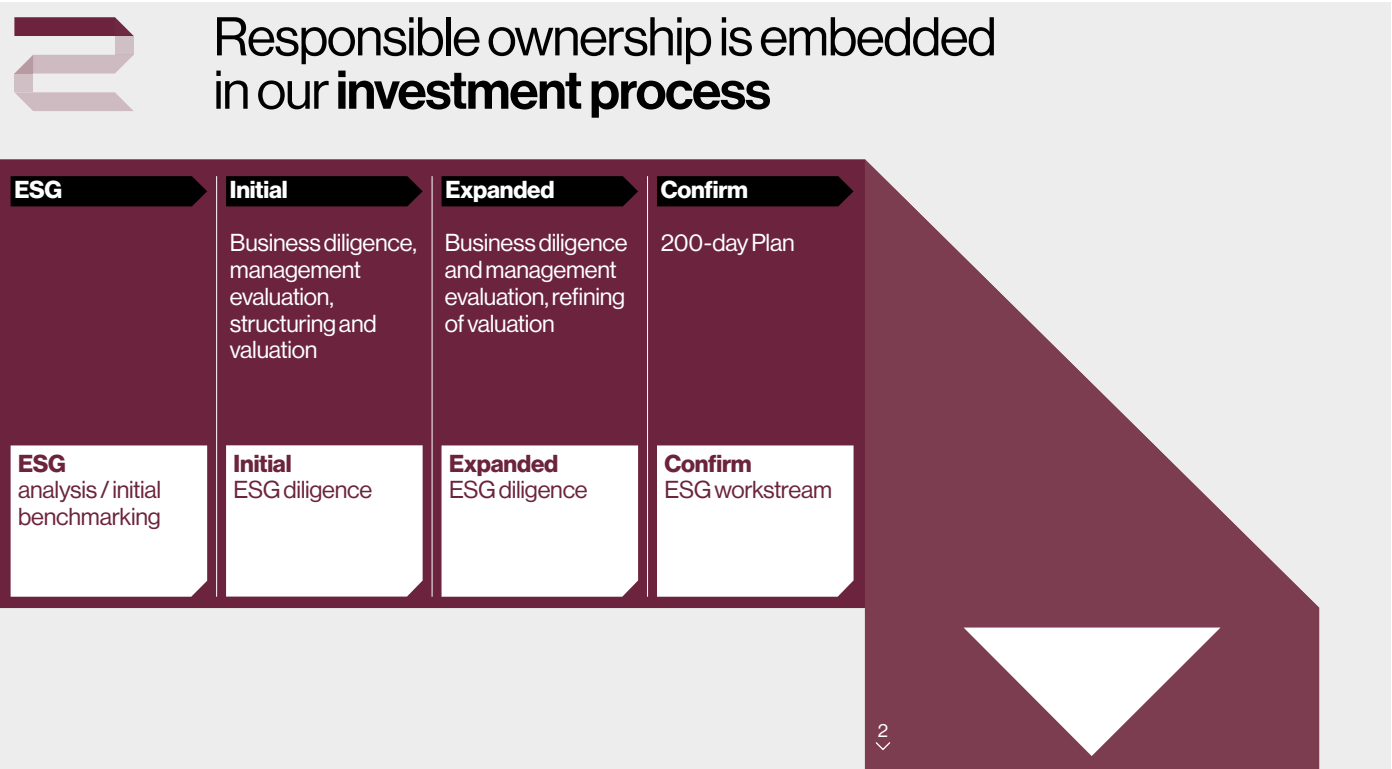 Responsible ownership is embedded
in our investment process
ESG
Initial
Business diligence,
management
evaluation,
structuring and
valuation
Expanded
Business diligence
and management
evaluation, refining
of valuation
Confirm
200-day Plan
ESG
analysis / initial
benchmarking
Initial
ESG diligence
Expanded
ESG diligence
Confirm
ESG workstream
2